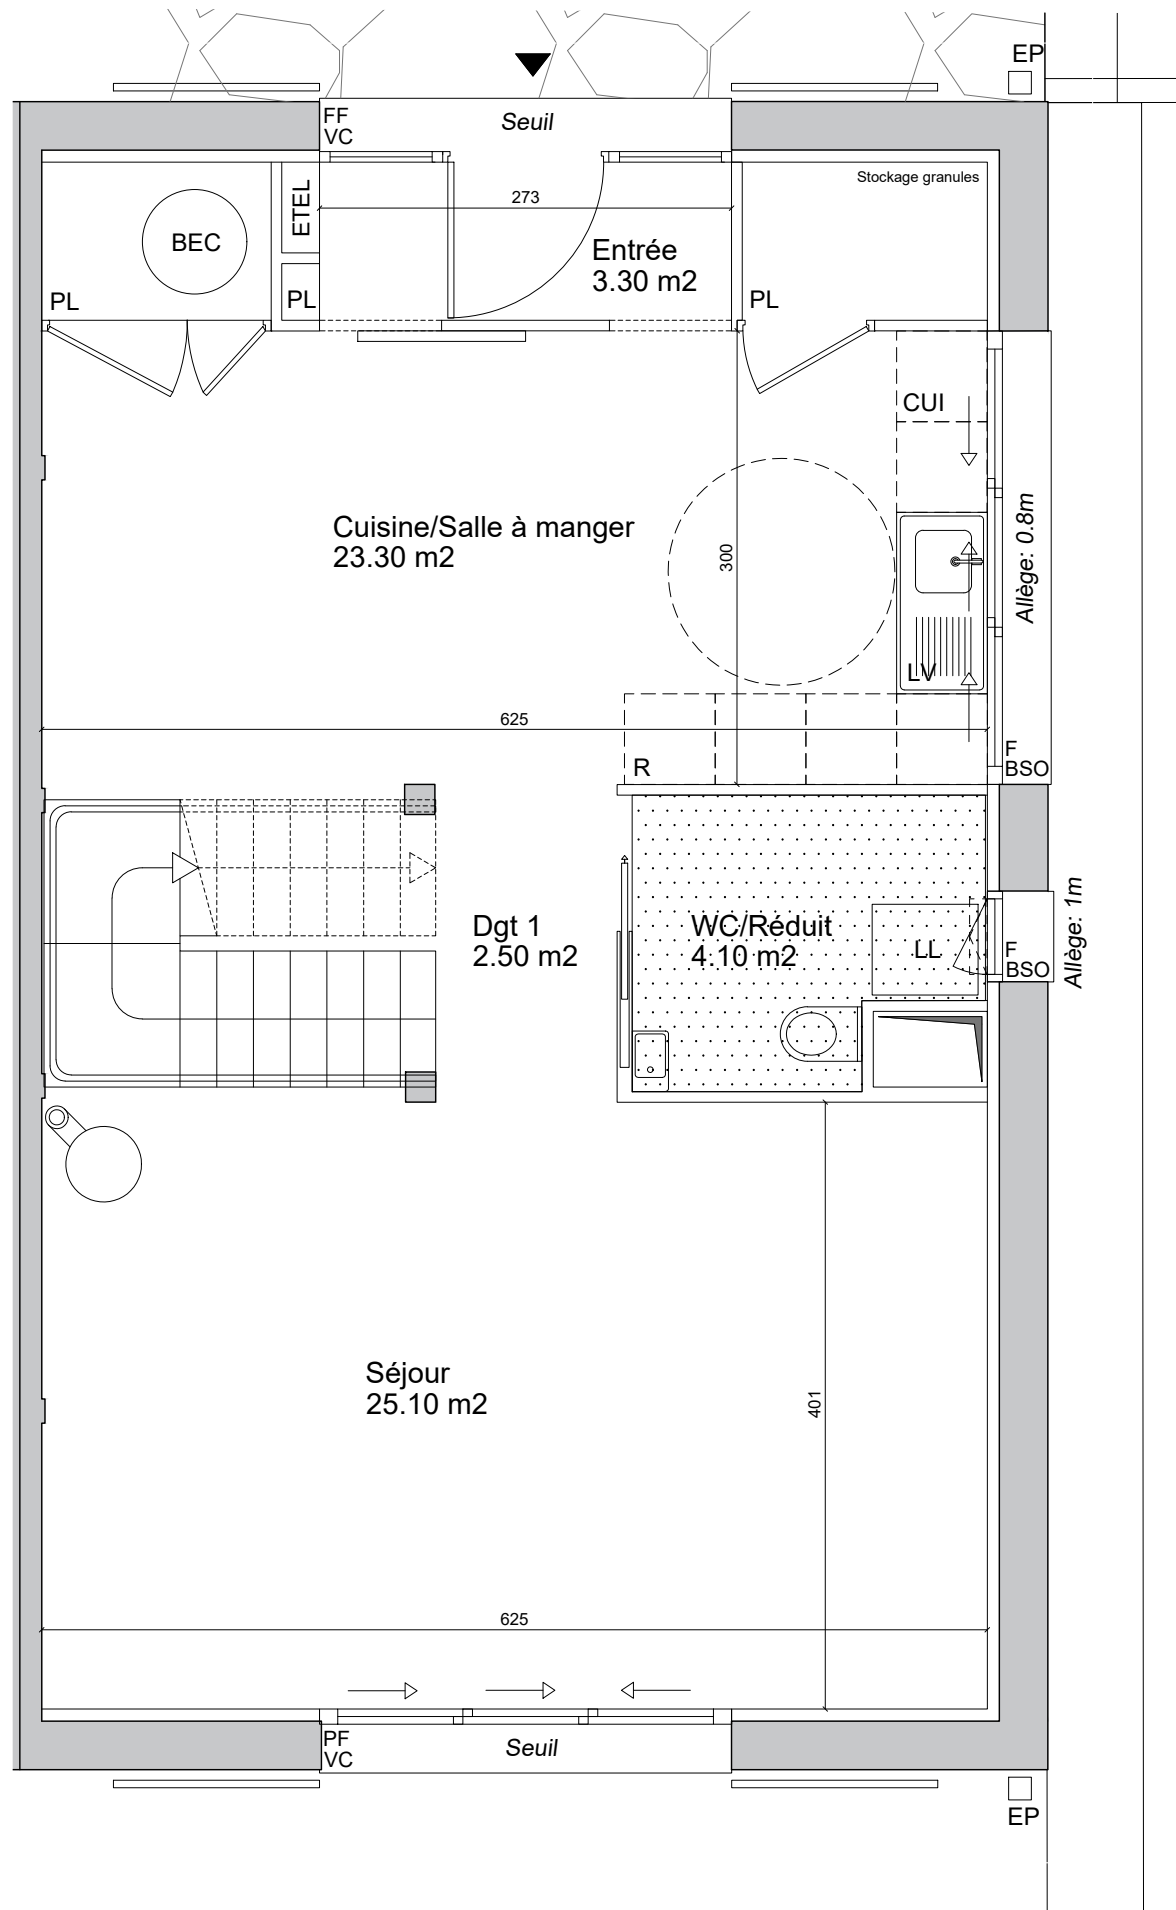 EP
FF
VC
Seuil
Stockage granules
ETEL
273
BEC
Entrée
3.30 m2
PL
PL
PL
CUI
Cuisine/Salle à manger
23.30 m2
300
Allège: 0.8m
LV
625
R
F
BSO
Dgt 1
2.50 m2
WC/Réduit
4.10 m2
LL
F
BSO
Allège: 1m
Séjour
25.10 m2
401
625
PF
VC
Seuil
EP